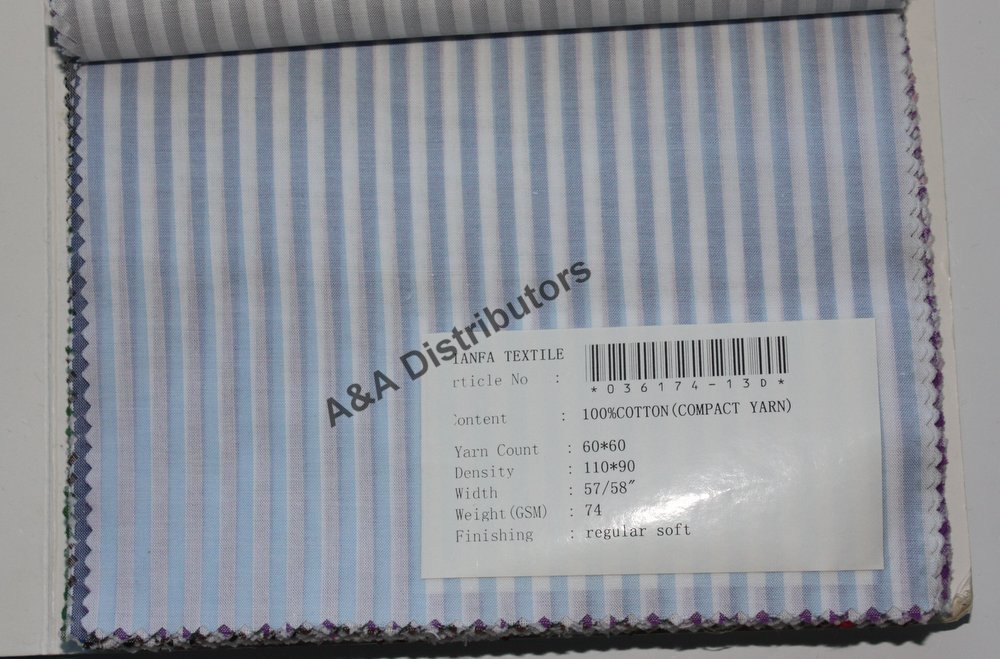 A&A Distributors
IANFA TEXTILE
rticle No :
*036174-13D*
ontent : 100%COTTON(COMPACT YARN)
Yarn Count : 60*60
Density : 110*90
Width : 57/58"
Weight(GSM) : 74
Finishing : regular soft